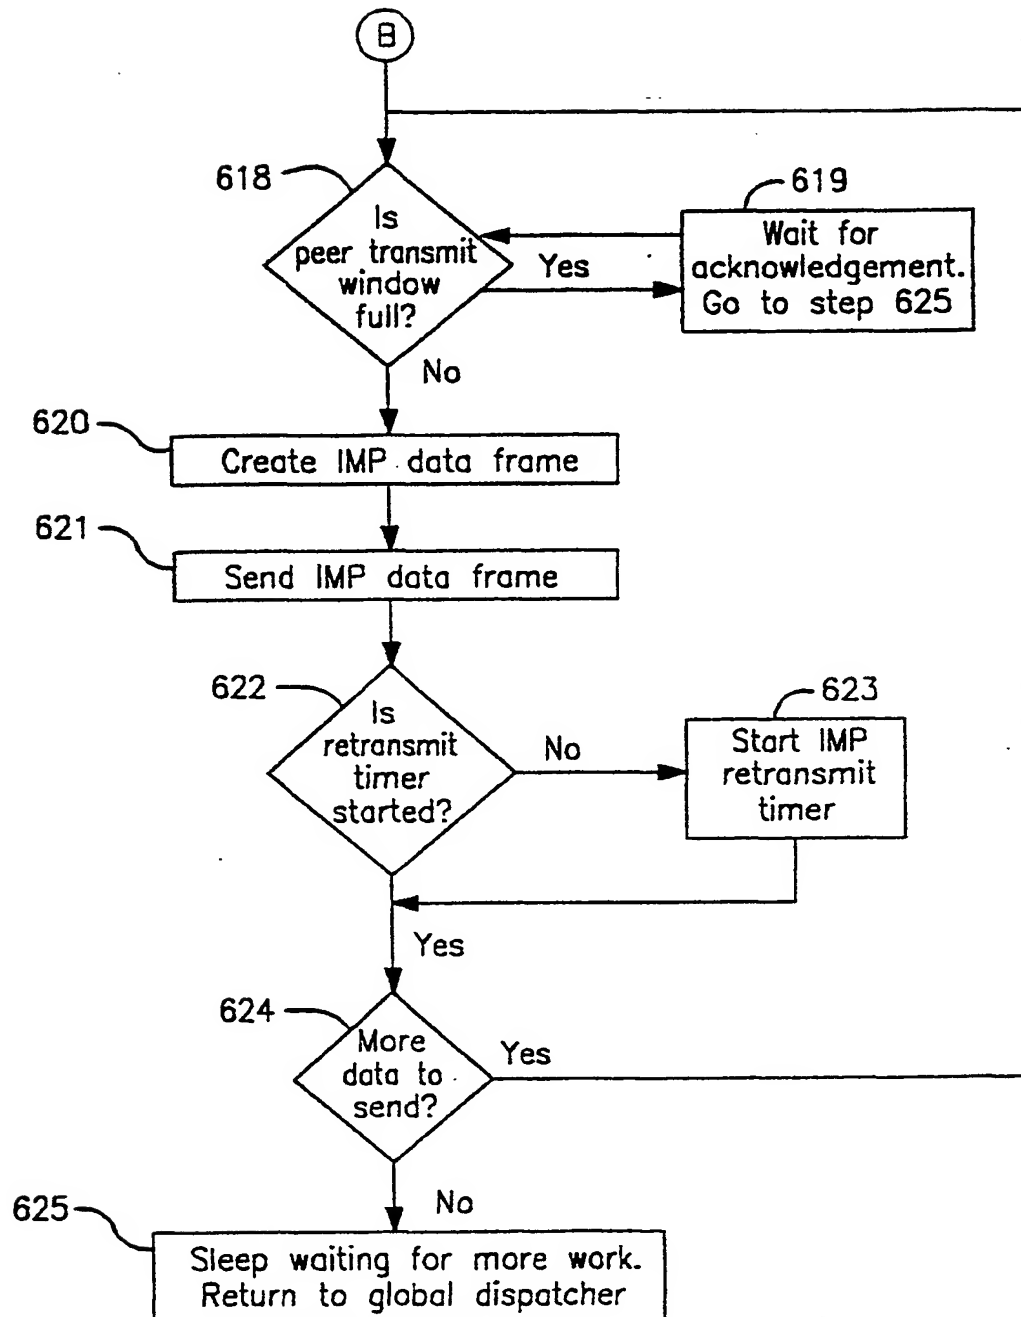 B
618
Is
peer transmit
window
full?
Yes
619
Wait for
acknowledgement.
Go to step 625
No
620
Create IMP data frame
621
Send IMP data frame
622
Is
retransmit
timer
started?
No
623
Start IMP
retransmit
timer
Yes
624
More
data to
send?
Yes
No
625
Sleep waiting for more work.
Return to global dispatcher